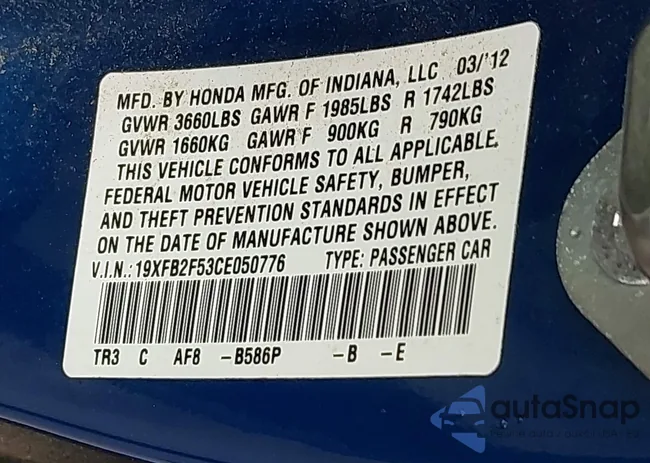 MFD. BY HONDA MFG. OF INDIANA, LLC 03/'12
GVWR 3660LBS GAWR F 1985LBS R 1742LBS
GVWR 1660KG GAWR F 900KG R 790KG
THIS VEHICLE CONFORMS TO ALL APPLICABLE
FEDERAL MOTOR VEHICLE SAFETY, BUMPER,
AND THEFT PREVENTION STANDARDS IN EFFECT
ON THE DATE OF MANUFACTURE SHOWN ABOVE.
V.I.N.:19XFB2F53CE050776 TYPE: PASSENGER CAR
TR3 C AF8 -B586P -B -E
autoSnap